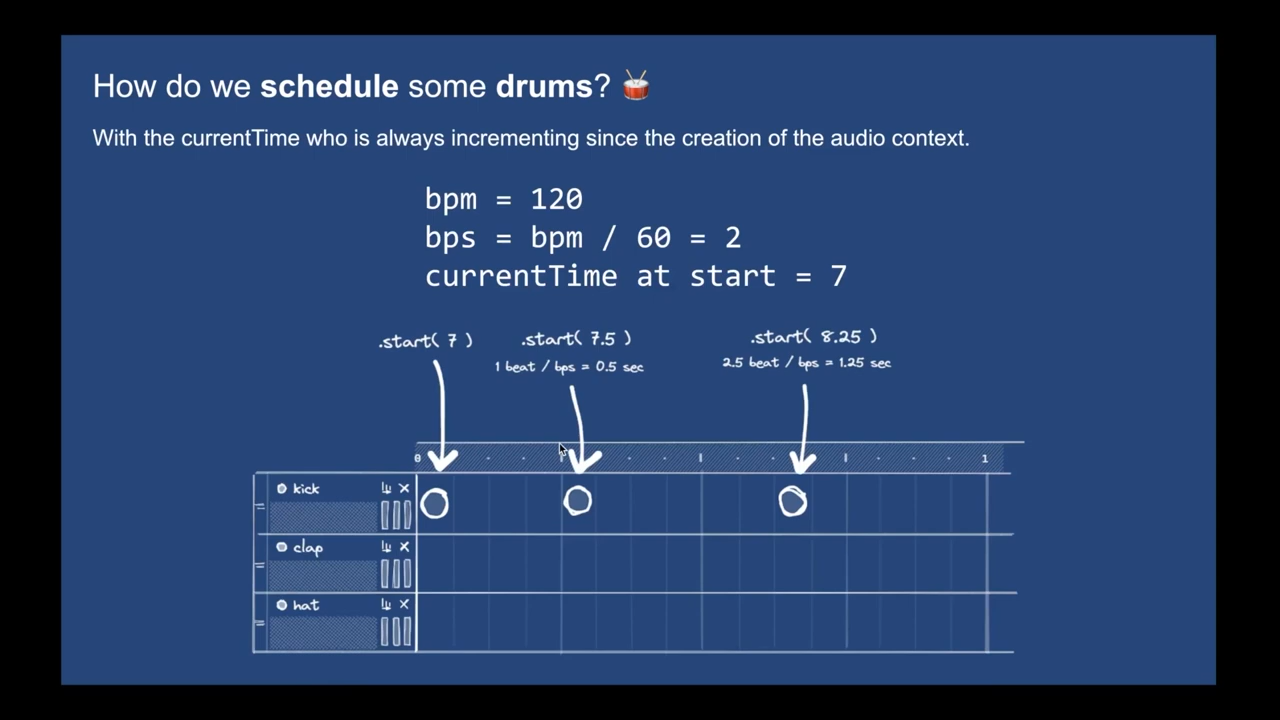 How do we schedule some drums? 🥁
With the currentTime who is always incrementing since the creation of the audio context.
bpm = 120
bps = bpm / 60 = 2
currentTime at start = 7
.start( 7 )
.start( 7.5 )
.start( 8.25 )
1 beat / bps = 0.5 sec
2.5 beat / bps = 1.25 sec
0 1
kick
clap
hat